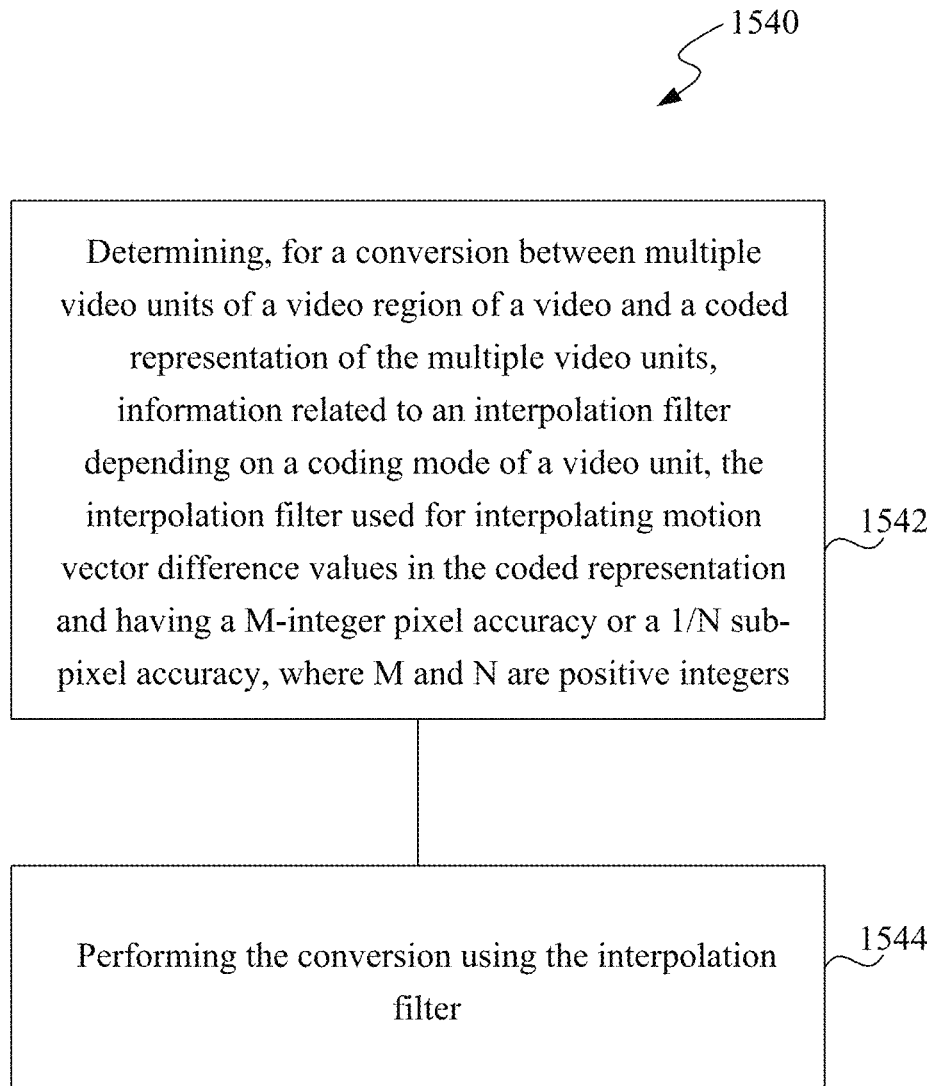 1540
Determining, for a conversion between multiple
video units of a video region of a video and a coded
representation of the multiple video units,
information related to an interpolation filter
depending on a coding mode of a video unit, the
interpolation filter used for interpolating motion
vector difference values in the coded representation
and having a M-integer pixel accuracy or a 1/N sub-
pixel accuracy, where M and N are positive integers
1542
Performing the conversion using the interpolation
filter
1544